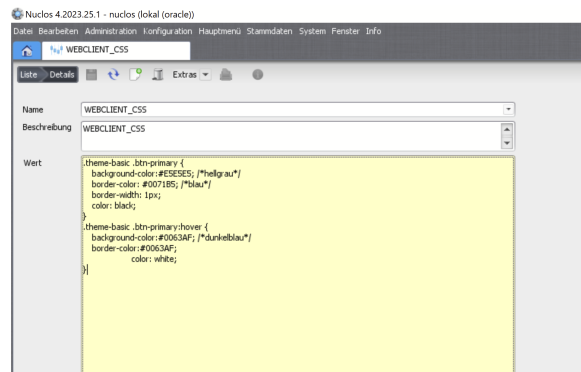 Nuclos 4.2023.25.1 - nuclos (lokal (oracle))
Datei Bearbeiten Administration Konfiguration Hauptmenü Stammdaten System Fenster Info
WEBCLIENT_CSS
Liste Details Extras
Name WEBCLIENT_CSS
Beschreibung WEBCLIENT_CSS
Wert .theme-basic .btn-primary {
background-color:#E5E5E5; /*hellgrau*/
border-color: #0071B5; /*blau*/
border-width: 1px;
color: black;
}
.theme-basic .btn-primary:hover {
background-color:#0063AF; /*dunkelblau*/
border-color:#0063AF;
color: white;
}